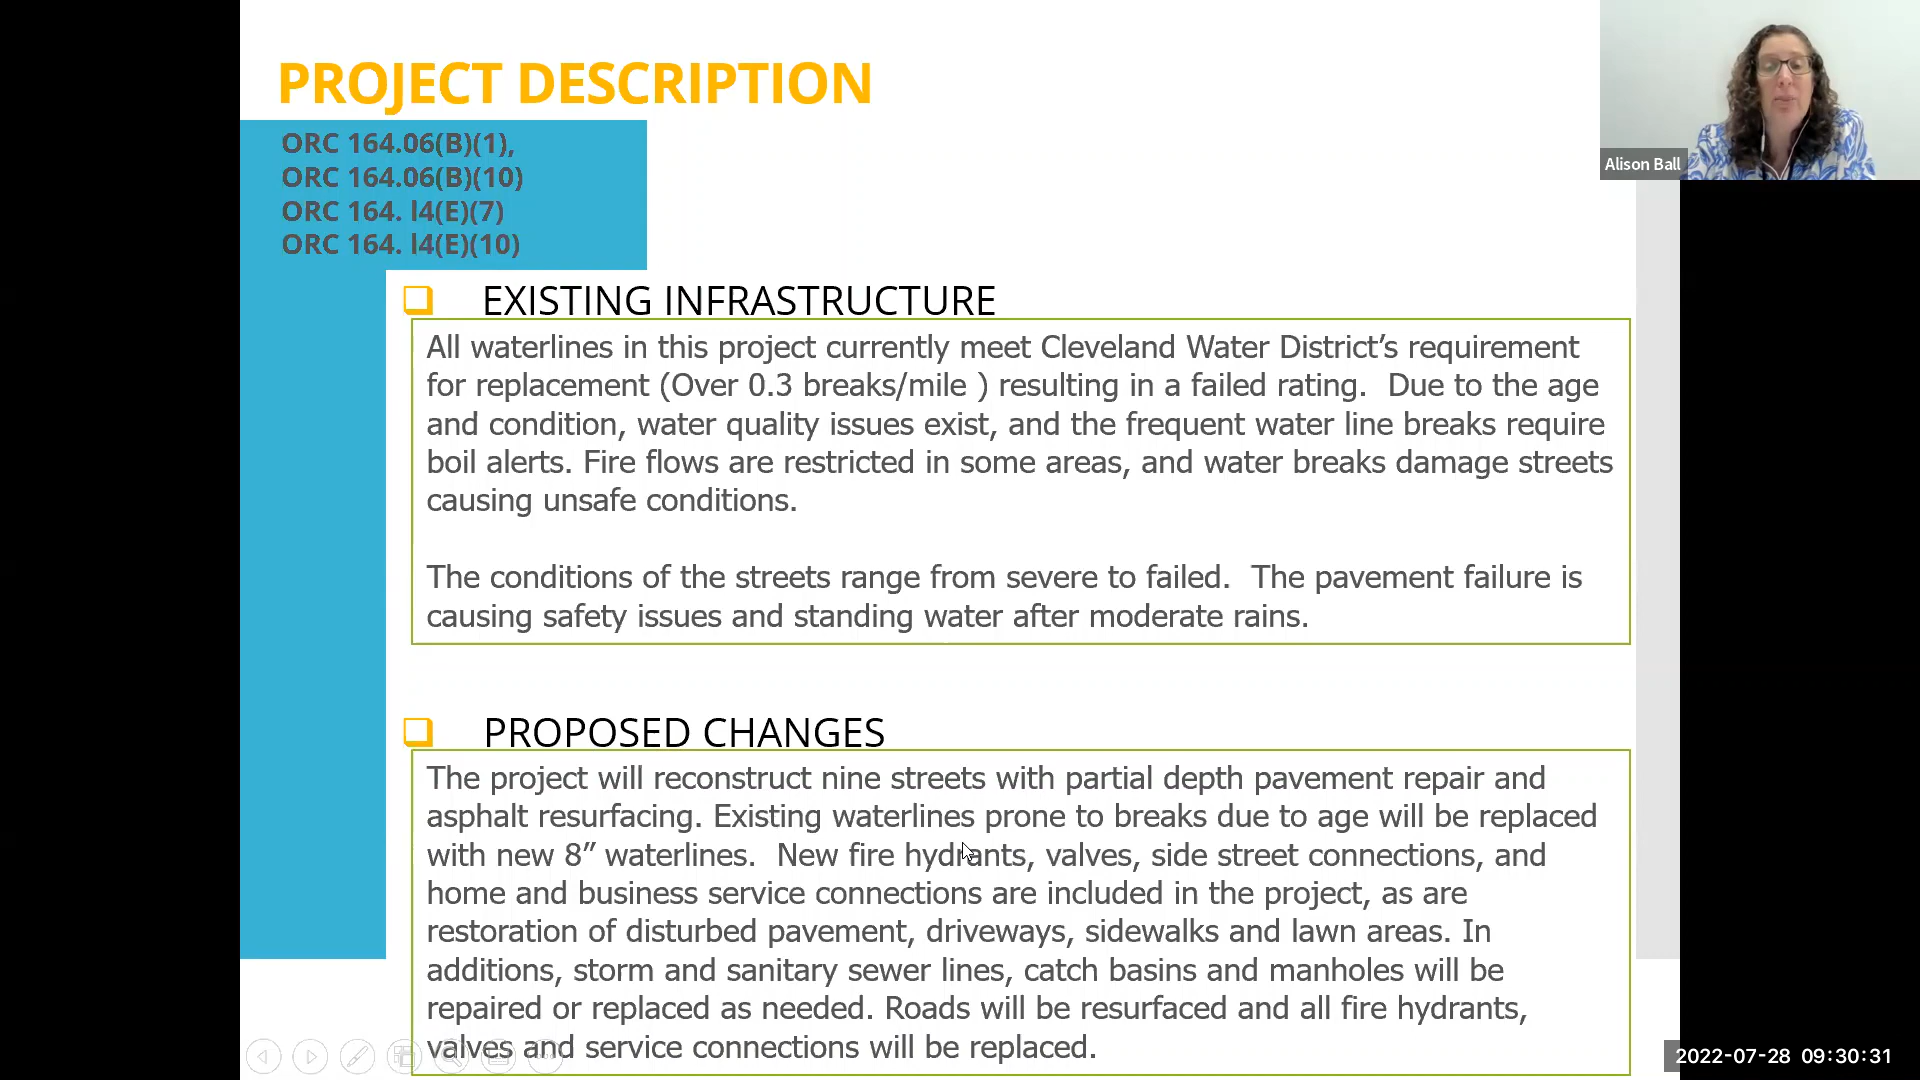 PROJECT DESCRIPTION
ORC 164.06(B)(1),
ORC 164.06(B)(10)
ORC 164. l4(E)(7)
ORC 164. l4(E)(10)
Alison Ball
EXISTING INFRASTRUCTURE
All waterlines in this project currently meet Cleveland Water District’s requirement
for replacement (Over 0.3 breaks/mile ) resulting in a failed rating.  Due to the age
and condition, water quality issues exist, and the frequent water line breaks require
boil alerts. Fire flows are restricted in some areas, and water breaks damage streets
causing unsafe conditions.
The conditions of the streets range from severe to failed.  The pavement failure is
causing safety issues and standing water after moderate rains.
PROPOSED CHANGES
The project will reconstruct nine streets with partial depth pavement repair and
asphalt resurfacing. Existing waterlines prone to breaks due to age will be replaced
with new 8” waterlines.  New fire hydrants, valves, side street connections, and
home and business service connections are included in the project, as are
restoration of disturbed pavement, driveways, sidewalks and lawn areas. In
additions, storm and sanitary sewer lines, catch basins and manholes will be
repaired or replaced as needed. Roads will be resurfaced and all fire hydrants,
valves and service connections will be replaced.
2022-07-28 09:30:31